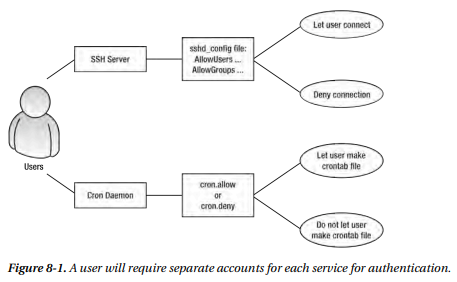 Let user connect
sshd_config file:
AllowUsers ...
AllowGroups ...
SSH Server
Deny connection
Users
Let user make
crontab file
cron.allow
or
cron.deny
Cron Daemon
Do not let user
make crontab file
Figure 8-1. A user will require separate accounts for each service for authentication.